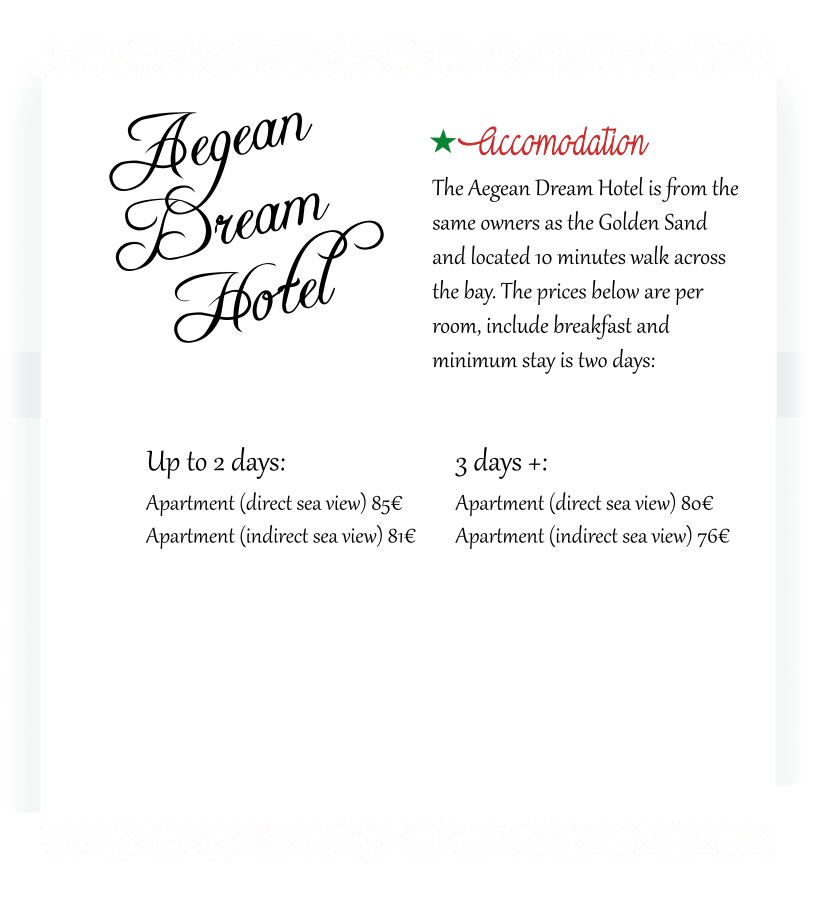 Aegean
Dream
Hotel
Accomodation
The Aegean Dream Hotel is from the
same owners as the Golden Sand
and located 10 minutes walk across
the bay. The prices below are per
room, include breakfast and
minimum stay is two days:
Up to 2 days:
Apartment (direct sea view) 85€
Apartment (indirect sea view) 81€
3 days +:
Apartment (direct sea view) 80€
Apartment (indirect sea view) 76€